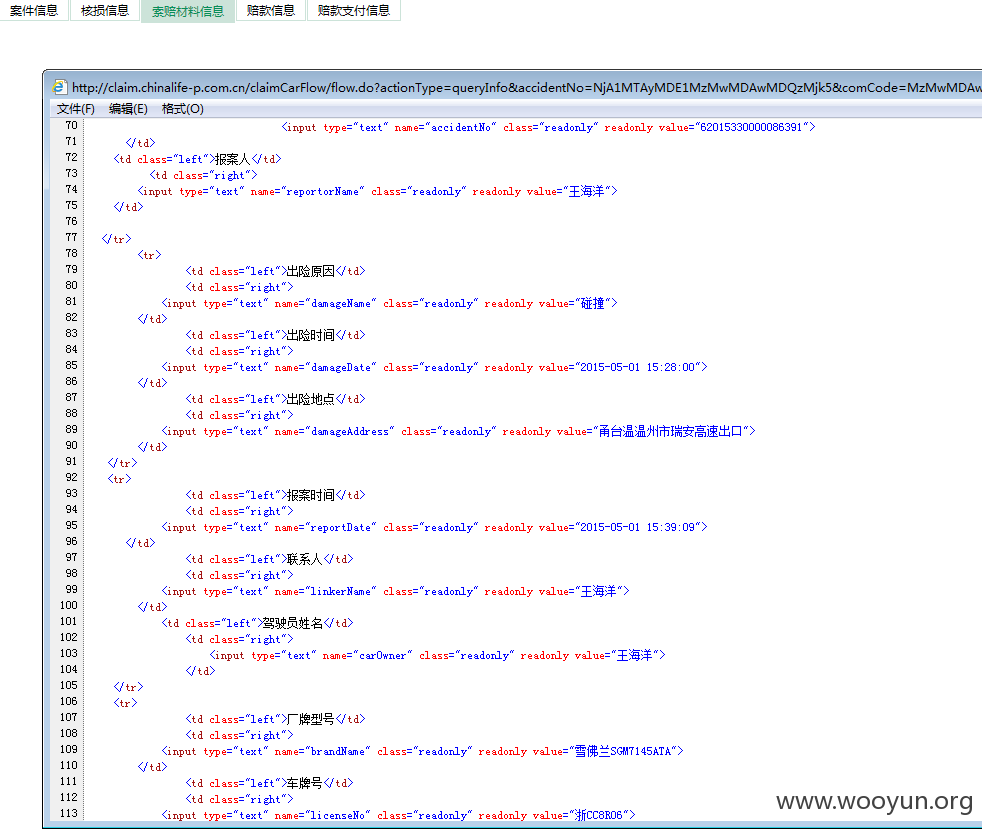 案件信息 核损信息 索赔材料信息 赔款信息 赔款支付信息
http://claim.chinalife-p.com.cn/claimCarFlow/flow.do?actionType=queryInfo&accidentNo=NjA1MTAyMDE1MzMwMDAwMDQzMjk5&comCode=MzMwMDAw
文件(F) 编辑(E) 格式(O)
70 <input type="text" name="accidentNo" class="readonly" readonly value="62015330000086391">
71 </td>
72 <td class="left">报案人</td>
73 <td class="right">
74 <input type="text" name="reportorName" class="readonly" readonly value="王海洋">
75 </td>
76
77 </tr>
78 <tr>
79 <td class="left">出险原因</td>
80 <td class="right">
81 <input type="text" name="damageName" class="readonly" readonly value="碰撞">
82 </td>
83 <td class="left">出险时间</td>
84 <td class="right">
85 <input type="text" name="damageDate" class="readonly" readonly value="2015-05-01 15:28:00">
86 </td>
87 <td class="left">出险地点</td>
88 <td class="right">
89 <input type="text" name="damageAddress" class="readonly" readonly value="甬台温温州市瑞安高速出口">
90 </td>
91 </tr>
92 <tr>
93 <td class="left">报案时间</td>
94 <td class="right">
95 <input type="text" name="reportDate" class="readonly" readonly value="2015-05-01 15:39:09">
96 </td>
97 <td class="left">联系人</td>
98 <td class="right">
99 <input type="text" name="linkerName" class="readonly" readonly value="王海洋">
100 </td>
101 <td class="left">驾驶员姓名</td>
102 <td class="right">
103 <input type="text" name="carOwner" class="readonly" readonly value="王海洋">
104 </td>
105 </tr>
106 <tr>
107 <td class="left">厂牌型号</td>
108 <td class="right">
109 <input type="text" name="brandName" class="readonly" readonly value="雪佛兰SGM7145ATA">
110 </td>
111 <td class="left">车牌号</td>
112 <td class="right">
113 <input type="text" name="licenseNo" class="readonly" readonly value="浙CC8R06">
www.wooyun.org